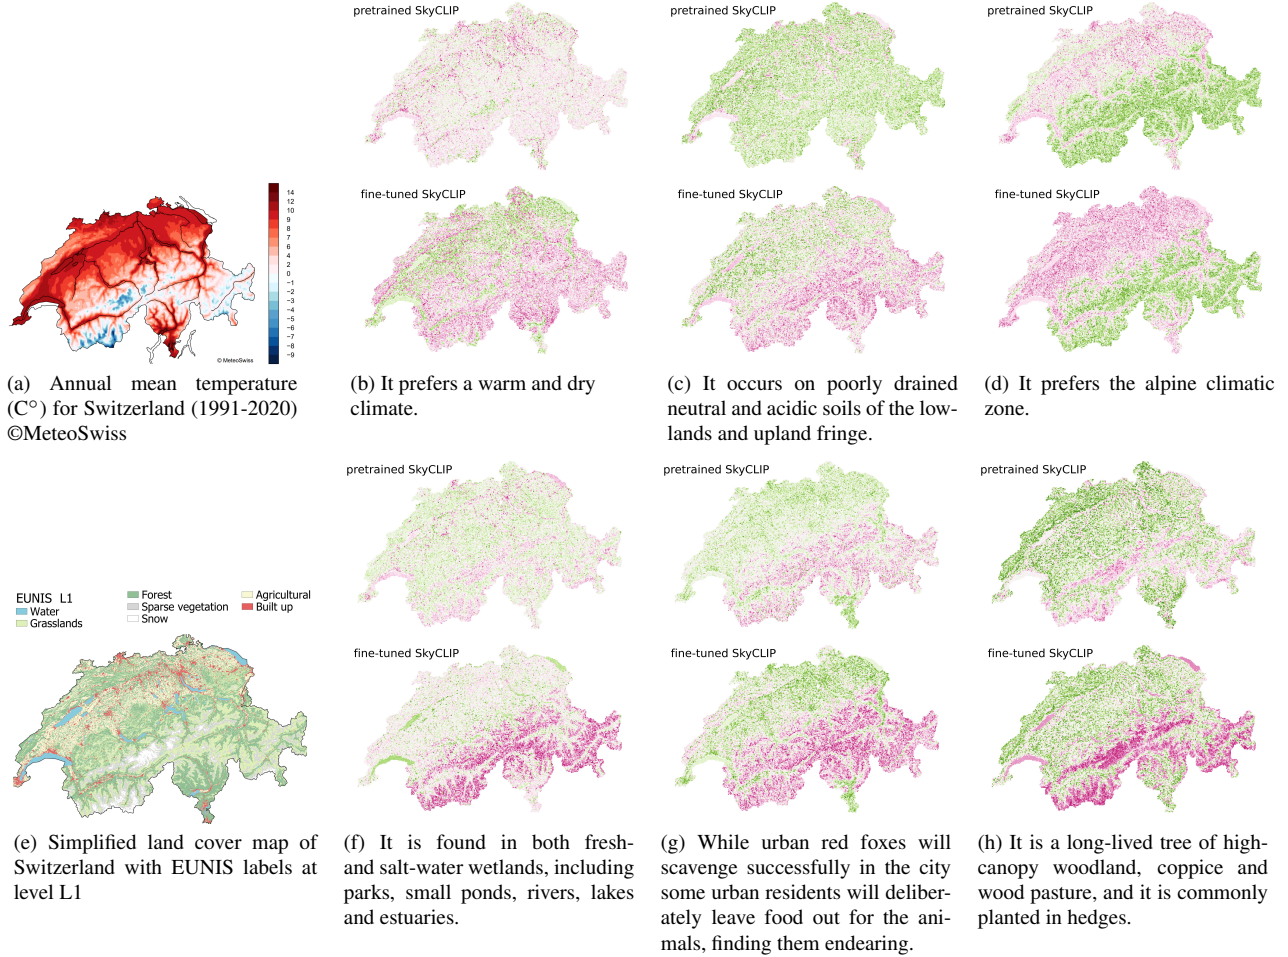 pretrained SkyCLIP
pretrained SkyCLIP
pretrained SkyCLIP
fine-tuned SkyCLIP
fine-tuned SkyCLIP
fine-tuned SkyCLIP
14
12
10
9
8
7
6
4
2
1
0
−1
−2
−3
−4
−5
−6
−7
−8
−9
© MeteoSwiss
(a) Annual mean temperature
(C°) for Switzerland (1991-2020)
©MeteoSwiss
(b) It prefers a warm and dry
climate.
(c) It occurs on poorly drained
neutral and acidic soils of the low-
lands and upland fringe.
(d) It prefers the alpine climatic
zone.
pretrained SkyCLIP
pretrained SkyCLIP
pretrained SkyCLIP
EUNIS L1
Water
Grasslands
Forest
Sparse vegetation
Snow
Agricultural
Built up
fine-tuned SkyCLIP
fine-tuned SkyCLIP
fine-tuned SkyCLIP
(e) Simplified land cover map of
Switzerland with EUNIS labels at
level L1
(f) It is found in both fresh-
and salt-water wetlands, including
parks, small ponds, rivers, lakes
and estuaries.
(g) While urban red foxes will
scavenge successfully in the city
some urban residents will deliber-
ately leave food out for the ani-
mals, finding them endearing.
(h) It is a long-lived tree of high-
canopy woodland, coppice and
wood pasture, and it is commonly
planted in hedges.